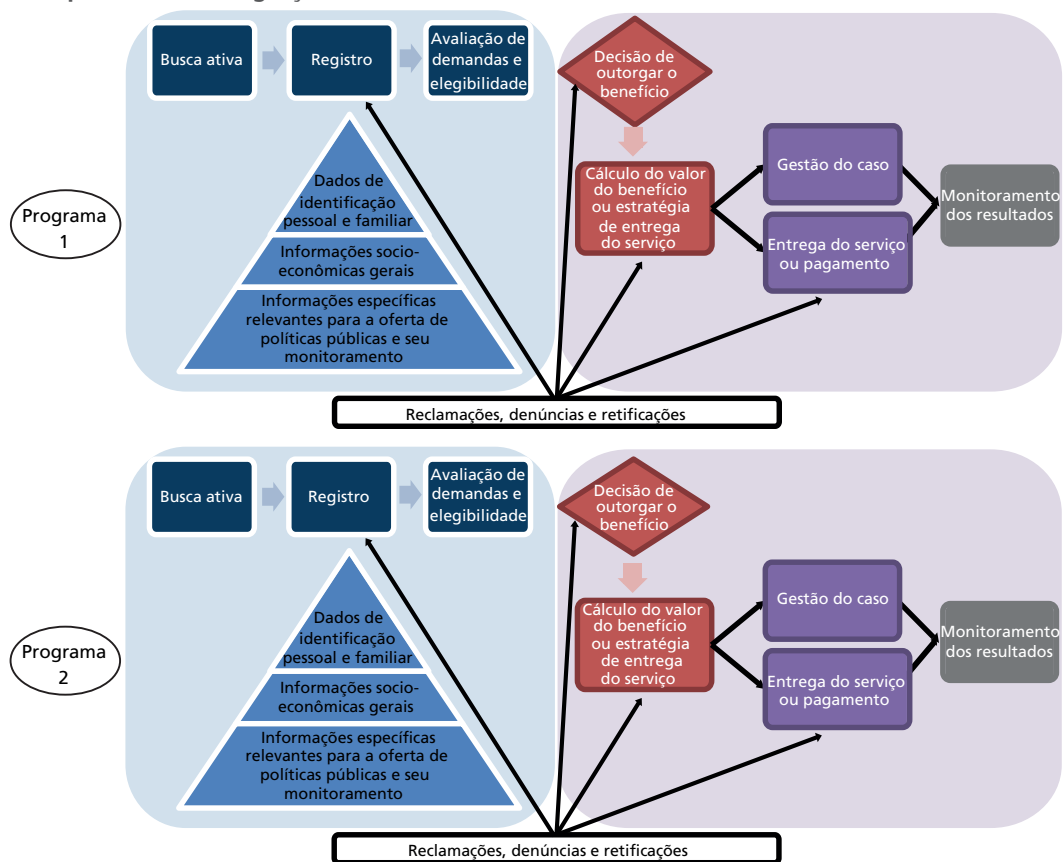 Busca ativa
Registro
Avaliação de
demandas e
elegibilidade
Decisão de
outorgar o
benefício
Programa
1
Dados de
identificação
pessoal e familiar
Informações socio-
econômicas gerais
Informações específicas
relevantes para a oferta de
políticas públicas e seu
monitoramento
Cálculo do valor
do benefício
ou estratégia
de entrega
do serviço
Gestão do caso
Entrega do serviço
ou pagamento
Monitoramento
dos resultados
Reclamações, denúncias e retificações
Busca ativa
Registro
Avaliação de
demandas e
elegibilidade
Decisão de
outorgar o
benefício
Programa
2
Dados de
identificação
pessoal e familiar
Informações socio-
econômicas gerais
Informações específicas
relevantes para a oferta de
políticas públicas e seu
monitoramento
Cálculo do valor
do benefício
ou estratégia
de entrega
do serviço
Gestão do caso
Entrega do serviço
ou pagamento
Monitoramento
dos resultados
Reclamações, denúncias e retificações